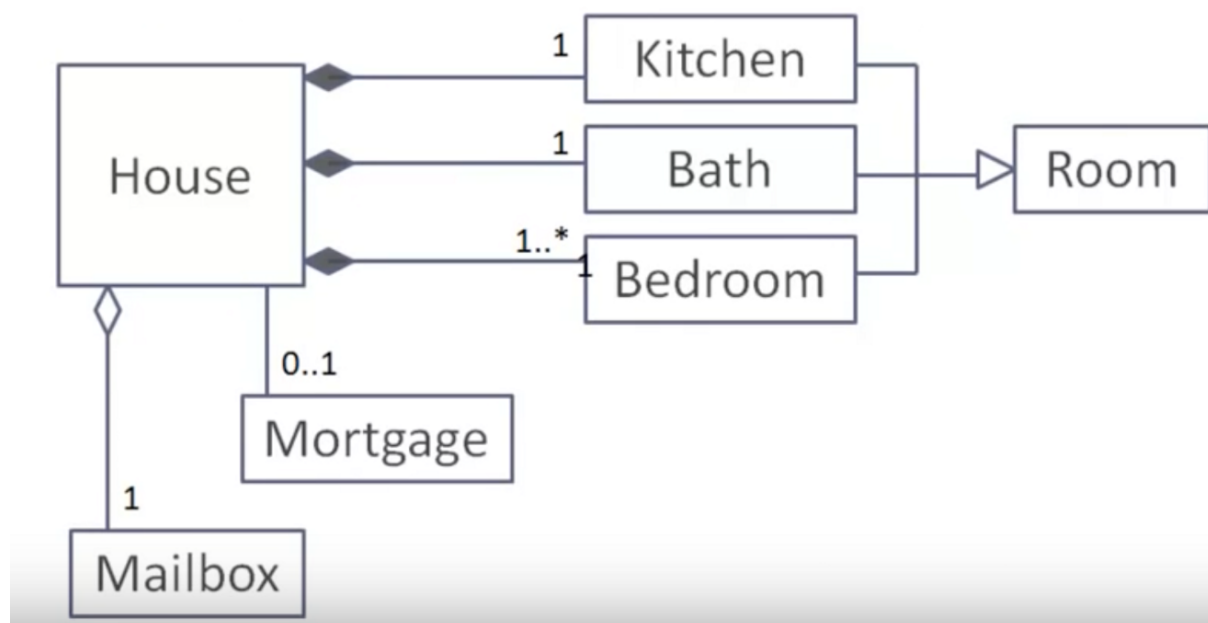 1
Kitchen
House
1
Bath
Room
1..*
1
Bedroom
0..1
Mortgage
1
Mailbox